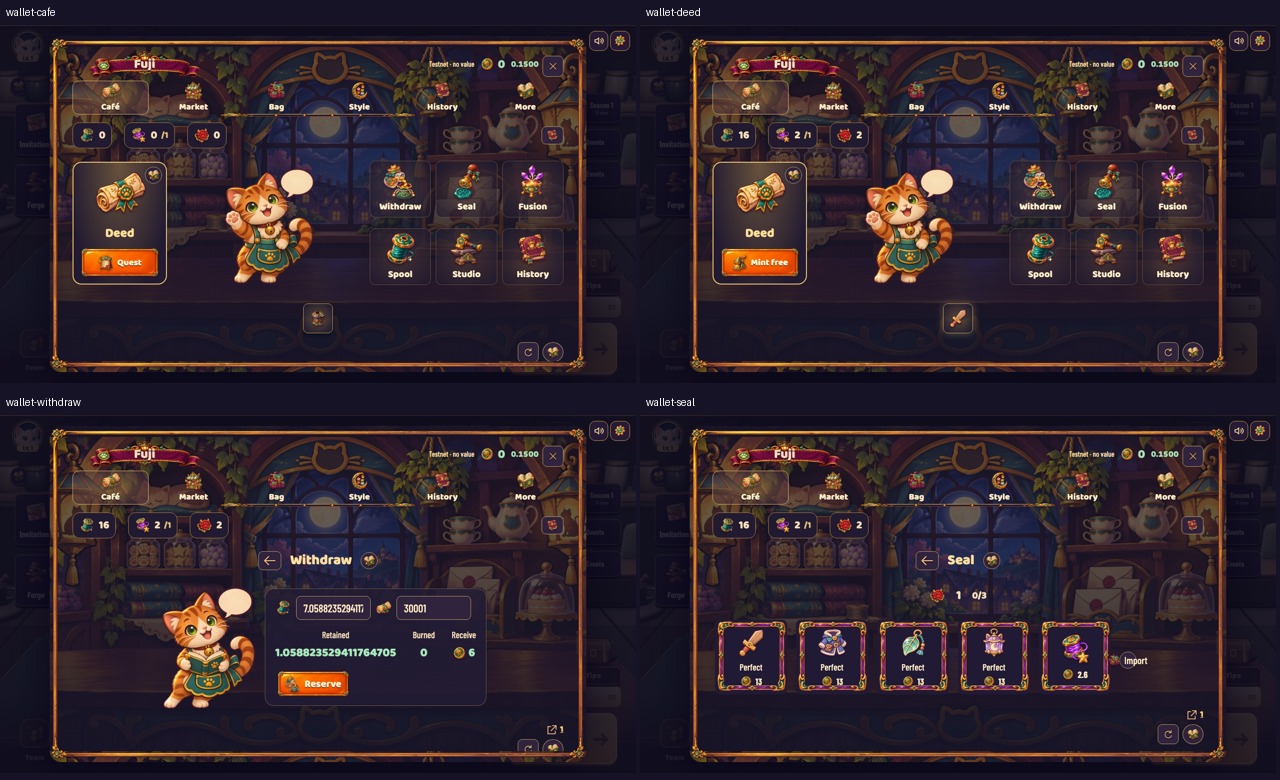 wallet-cafe
Fuji
Testnet - no value 0 0.1500
Café Market Bag Style History More
0 0 /1 0
Deed
Quest
Withdraw Seal Fusion
Spool Studio History
wallet-deed
Fuji
Testnet - no value 0 0.1500
Café Market Bag Style History More
16 2 /1 2
Deed
Mint free
Withdraw Seal Fusion
Spool Studio History
wallet-withdraw
Fuji
Testnet - no value 0 0.1500
Café Market Bag Style History More
16 2 /1 2
Withdraw
7.0588235294117 30001
Retained Burned Receive
1.058823529411764705 0 6
Reserve
1
wallet-seal
Fuji
Testnet - no value 0 0.1500
Café Market Bag Style History More
16 2 /1 2
Seal
1 0/3
Perfect Perfect Perfect Perfect
13 13 13 13 2.6
Import
1